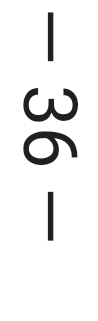 — 36 —